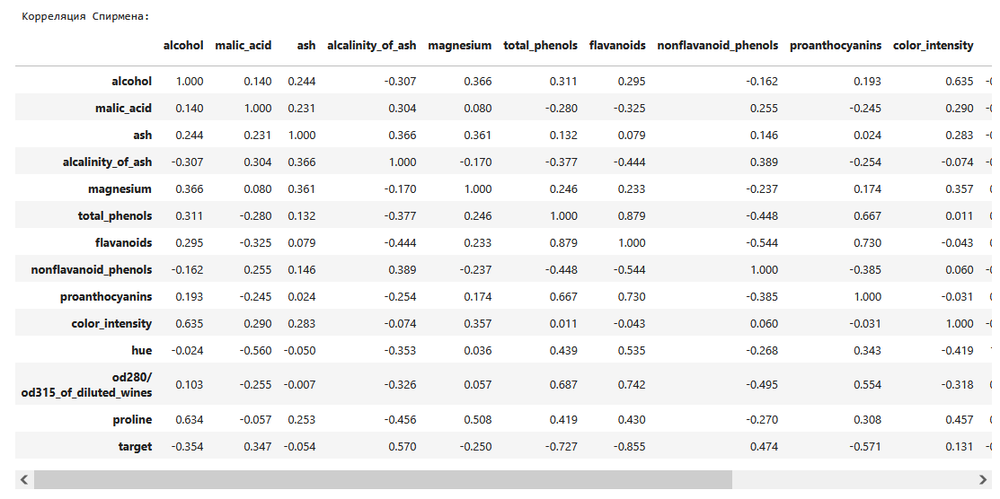 Корреляция Спирмена:
alcohol malic_acid ash alcalinity_of_ash magnesium total_phenols flavanoids nonflavanoid_phenols proanthocyanins color_intensity
alcohol 1.000 0.140 0.244 -0.307 0.366 0.311 0.295 -0.162 0.193 0.635
malic_acid 0.140 1.000 0.231 0.304 0.080 -0.280 -0.325 0.255 -0.245 0.290
ash 0.244 0.231 1.000 0.366 0.361 0.132 0.079 0.146 0.024 0.283
alcalinity_of_ash -0.307 0.304 0.366 1.000 -0.170 -0.377 -0.444 0.389 -0.254 -0.074
magnesium 0.366 0.080 0.361 -0.170 1.000 0.246 0.233 -0.237 0.174 0.357
total_phenols 0.311 -0.280 0.132 -0.377 0.246 1.000 0.879 -0.448 0.667 0.011
flavanoids 0.295 -0.325 0.079 -0.444 0.233 0.879 1.000 -0.544 0.730 -0.043
nonflavanoid_phenols -0.162 0.255 0.146 0.389 -0.237 -0.448 -0.544 1.000 -0.385 0.060
proanthocyanins 0.193 -0.245 0.024 -0.254 0.174 0.667 0.730 -0.385 1.000 -0.031
color_intensity 0.635 0.290 0.283 -0.074 0.357 0.011 -0.043 0.060 -0.031 1.000
hue -0.024 -0.560 -0.050 -0.353 0.036 0.439 0.535 -0.268 0.343 -0.419
od280/
od315_of_diluted_wines 0.103 -0.255 -0.007 -0.326 0.057 0.687 0.742 -0.495 0.554 -0.318
proline 0.634 -0.057 0.253 -0.456 0.508 0.419 0.430 -0.270 0.308 0.457
target -0.354 0.347 -0.054 0.570 -0.250 -0.727 -0.855 0.474 -0.571 0.131